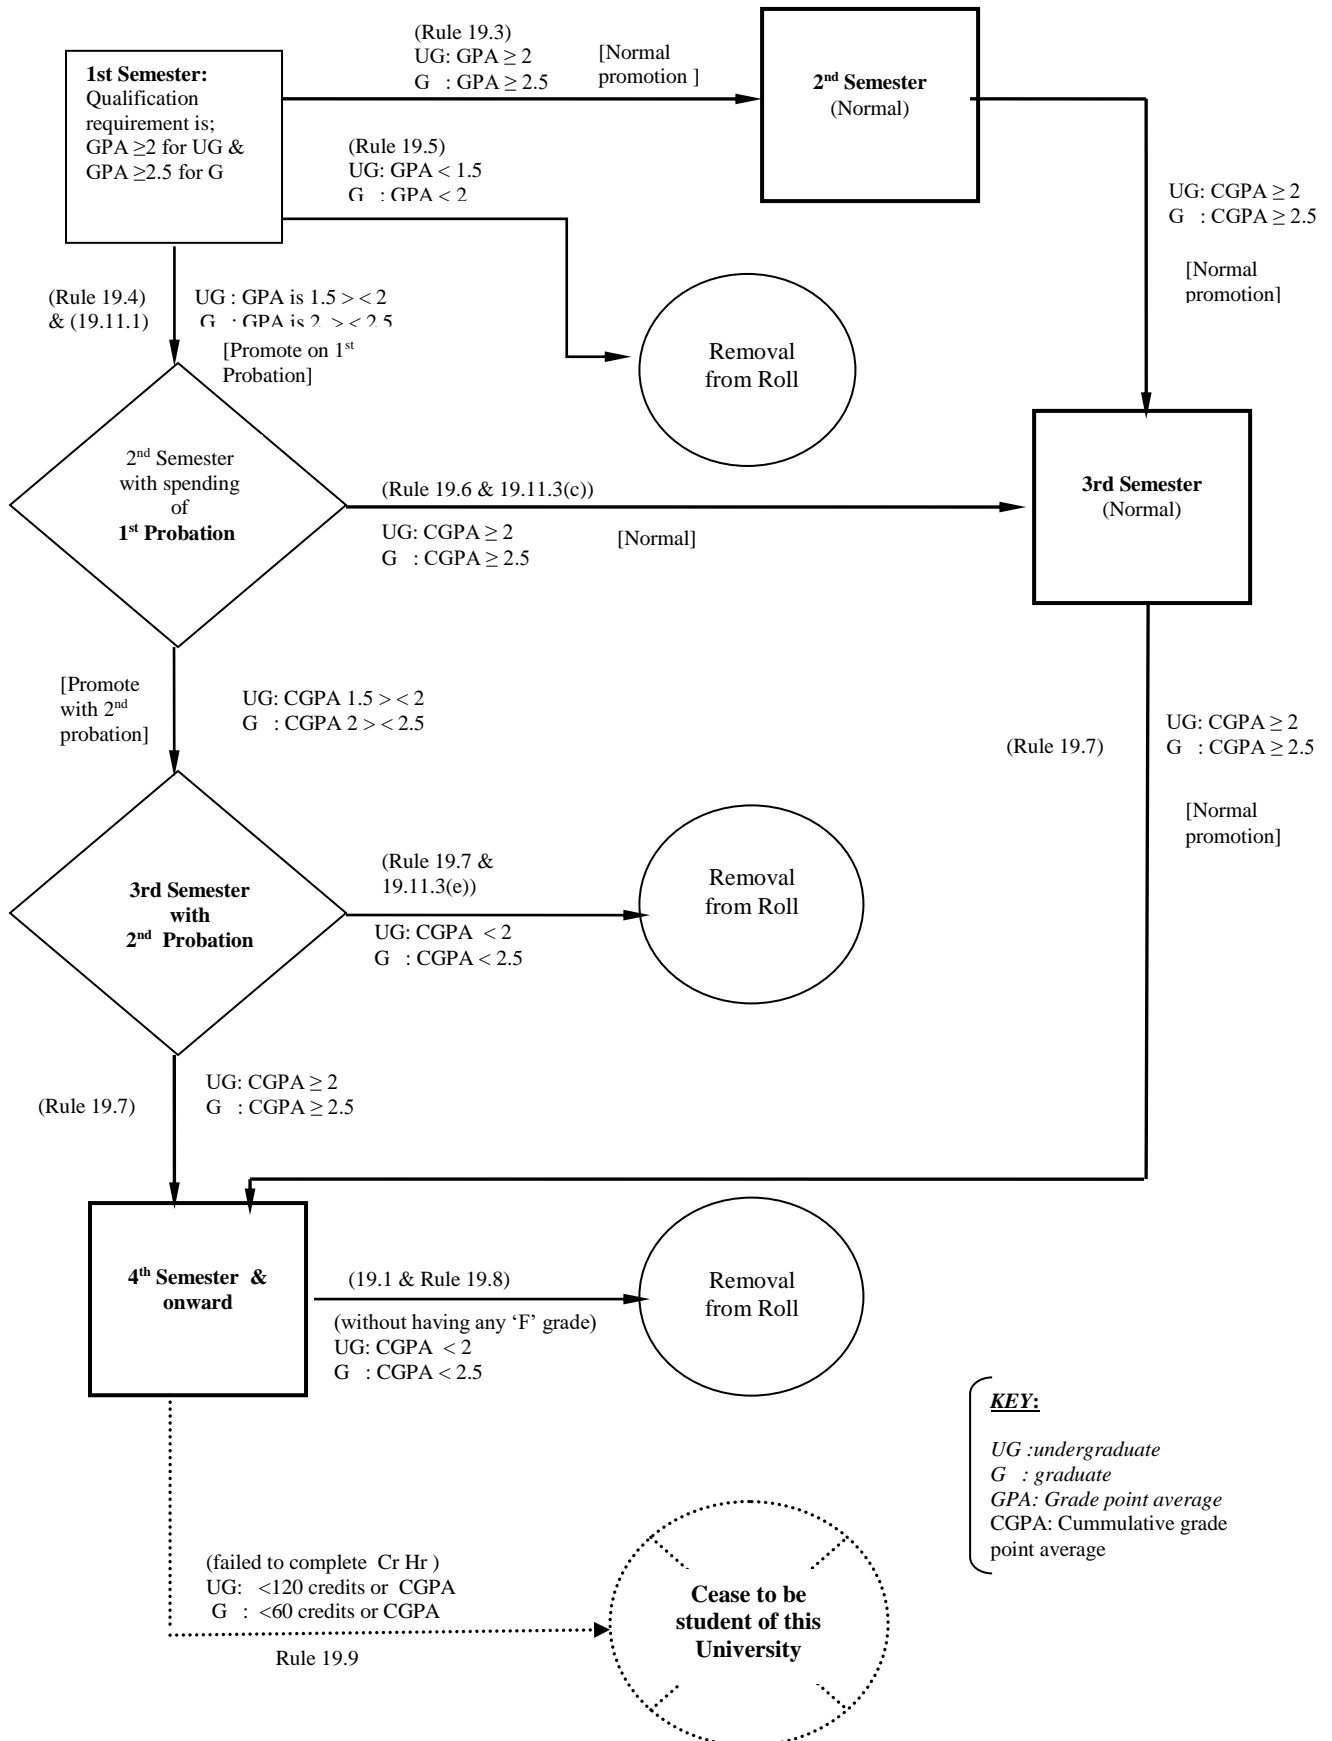 (Rule 19.3)
UG: GPA ≥ 2
G : GPA ≥ 2.5
[Normal
promotion ]
1st Semester:
Qualification
requirement is;
GPA ≥2 for UG &
GPA ≥2.5 for G
2nd Semester
(Normal)
(Rule 19.5)
UG: GPA < 1.5
G : GPA < 2
UG: CGPA ≥ 2
G : CGPA ≥ 2.5
[Normal
promotion]
(Rule 19.4)
& (19.11.1)
UG : GPA is 1.5 > < 2
G : GPA is 2 > < 2.5
[Promote on 1st
Probation]
Removal
from Roll
2nd Semester
with spending
of
1st Probation
(Rule 19.6 & 19.11.3(c))
UG: CGPA ≥ 2
G : CGPA ≥ 2.5
[Normal]
3rd Semester
(Normal)
[Promote
with 2nd
probation]
UG: CGPA 1.5 > < 2
G : CGPA 2 > < 2.5
(Rule 19.7)
UG: CGPA ≥ 2
G : CGPA ≥ 2.5
[Normal
promotion]
3rd Semester
with
2nd Probation
(Rule 19.7 &
19.11.3(e))
UG: CGPA < 2
G : CGPA < 2.5
Removal
from Roll
(Rule 19.7)
UG: CGPA ≥ 2
G : CGPA ≥ 2.5
4th Semester &
onward
(19.1 & Rule 19.8)
(without having any ‘F’ grade)
UG: CGPA < 2
G : CGPA < 2.5
Removal
from Roll
KEY:
UG :undergraduate
G : graduate
GPA: Grade point average
CGPA: Cummulative grade
point average
(failed to complete Cr Hr )
UG: <120 credits or CGPA
G : <60 credits or CGPA
Rule 19.9
Cease to be
student of this
University